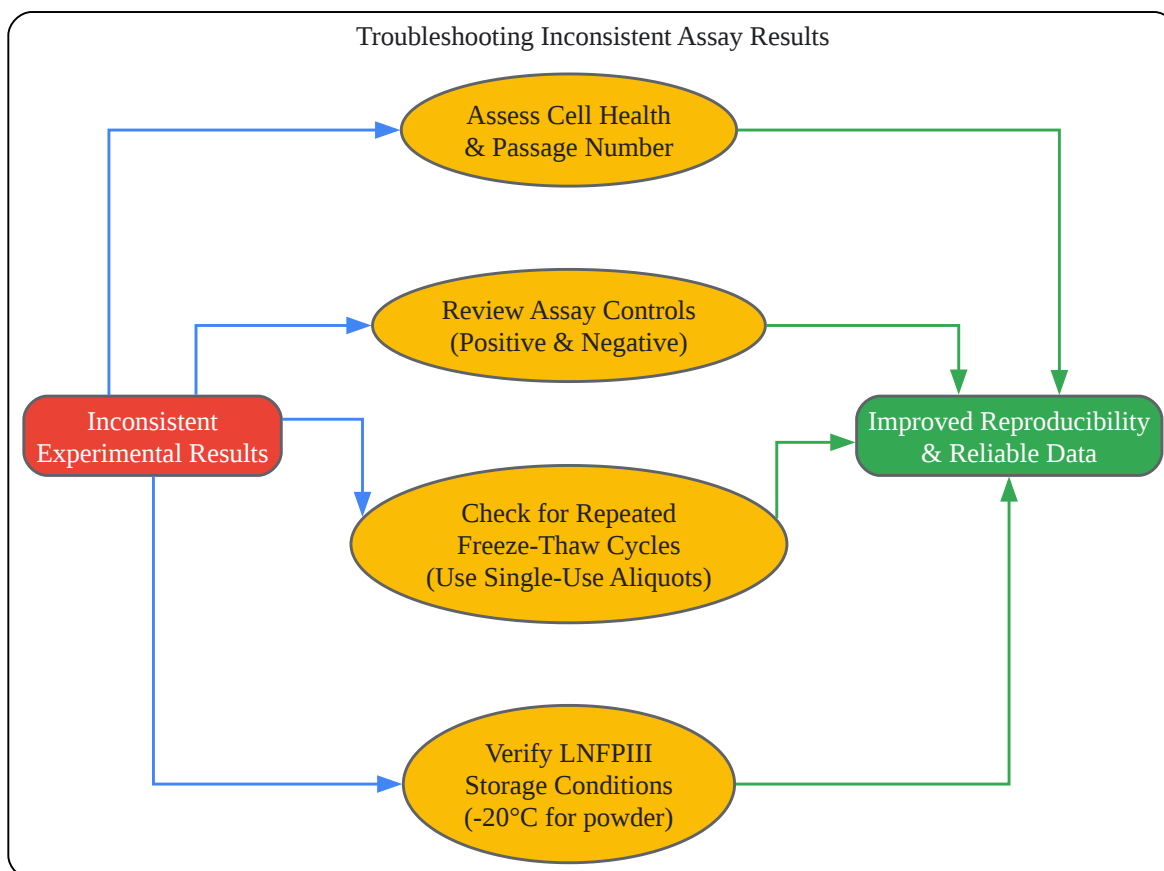 Troubleshooting Inconsistent Assay Results
Assess Cell Health
& Passage Number
Review Assay Controls
(Positive & Negative)
Inconsistent
Experimental Results
Improved Reproducibility
& Reliable Data
Check for Repeated
Freeze-Thaw Cycles
(Use Single-Use Aliquots)
Verify LNFPIII
Storage Conditions
(-20°C for powder)